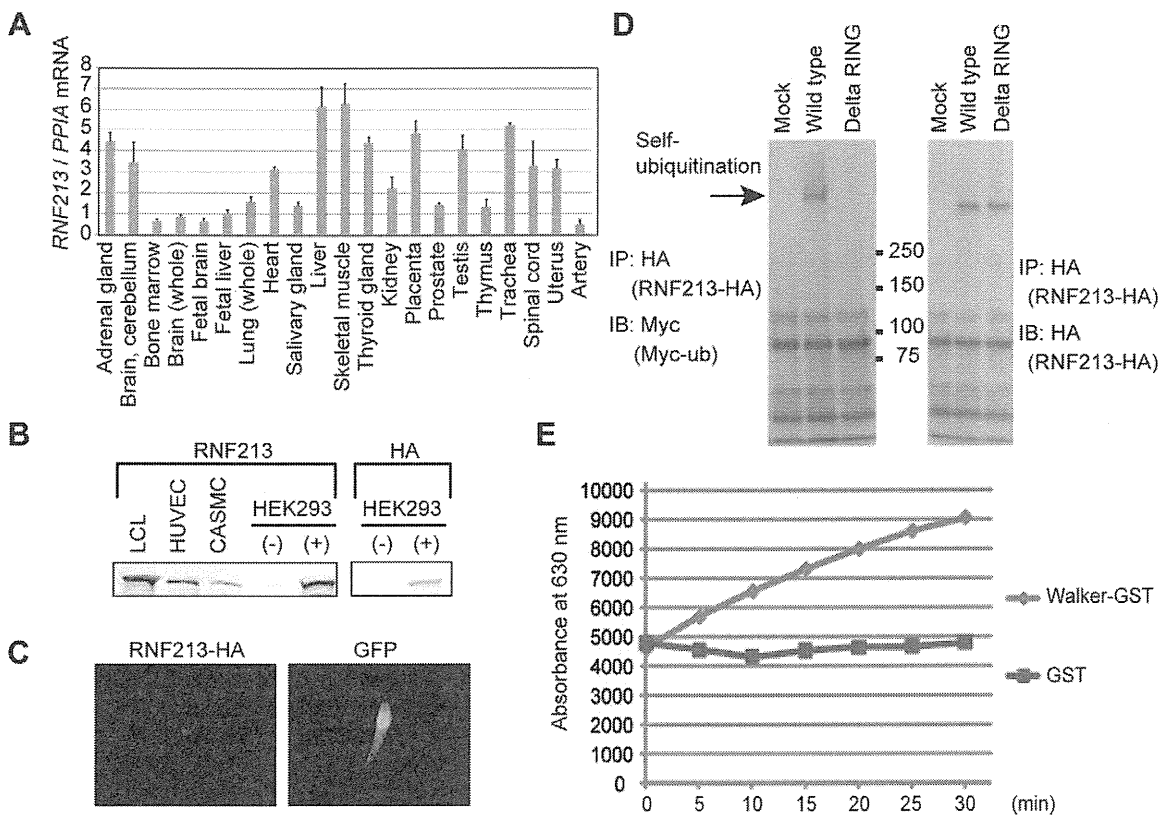 A
RNF213 / PPIA mRNA
8
7
6
5
4
3
2
1
0
Adrenal gland
Brain, cerebellum
Bone marrow
Brain (whole)
Fetal brain
Fetal liver
Lung (whole)
Heart
Salivary gland
Liver
Skeletal muscle
Thyroid gland
Kidney
Placenta
Prostate
Testis
Thymus
Trachea
Spinal cord
Uterus
Artery
B
RNF213
HA
LCL
HUVEC
CASMC
HEK293
HEK293
(-) (+)
(-) (+)
C
RNF213-HA
GFP
D
Mock
Wild type
Delta RING
Mock
Wild type
Delta RING
Self-
ubiquitination
250
150
100
75
IP: HA
(RNF213-HA)
IB: Myc
(Myc-ub)
IP: HA
(RNF213-HA)
IB: HA
(RNF213-HA)
E
Absorbance at 630 nm
10000
9000
8000
7000
6000
5000
4000
3000
2000
1000
0
0 5 10 15 20 25 30 (min)
Walker-GST
GST